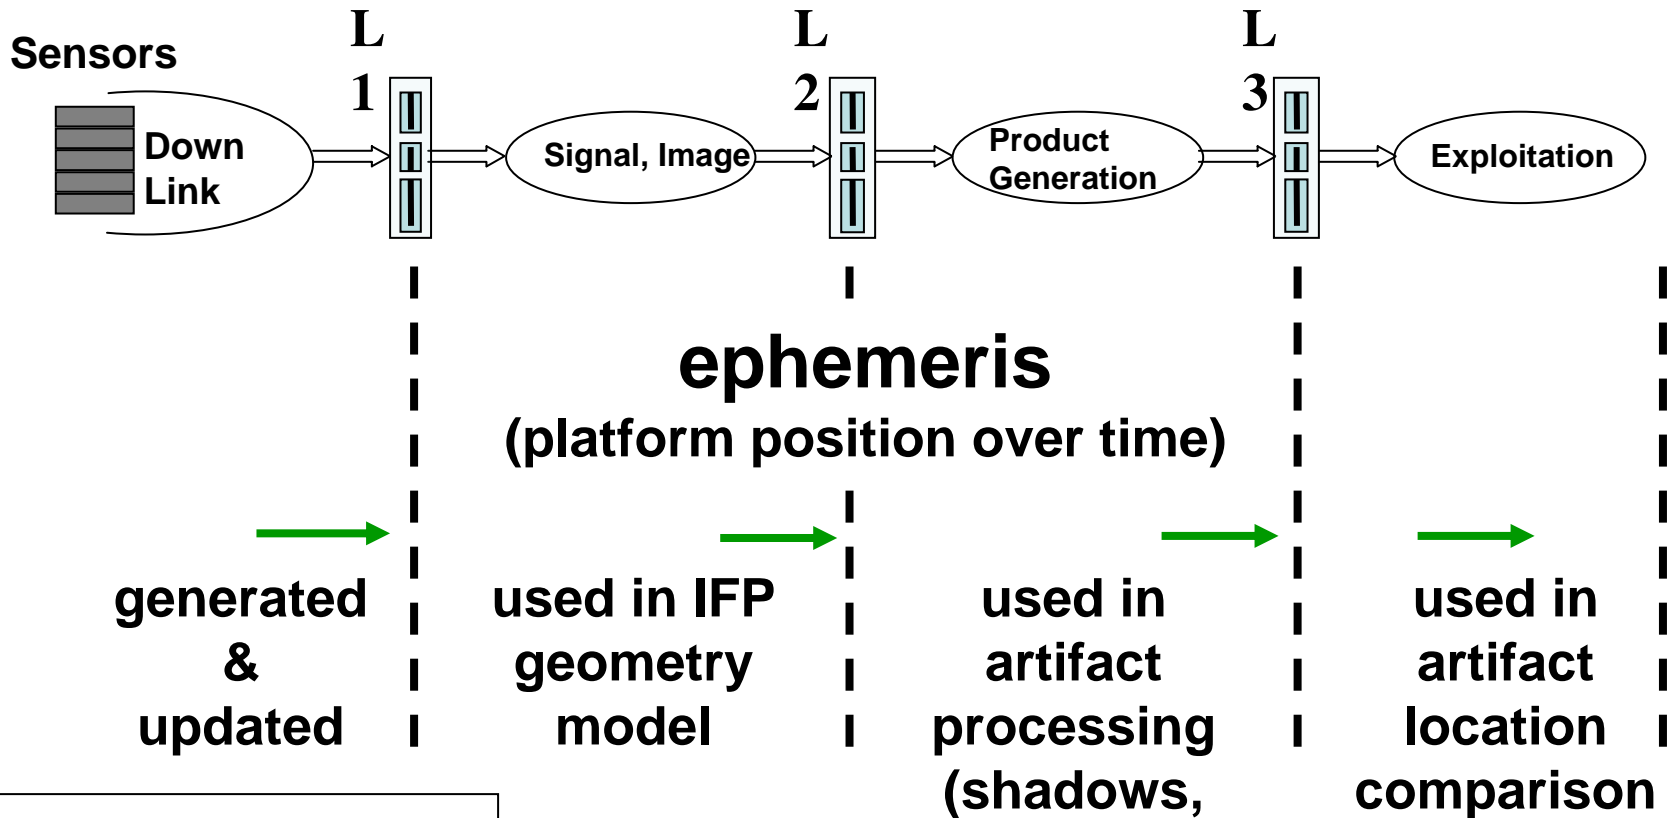 L
1
L
2
L
3
Sensors
Down
Link
Signal, Image
Product
Generation
Exploitation
ephemeris
(platform position over time)
generated
&
updated
used in IFP
geometry
model
used in
artifact
processing
(shadows,
used in
artifact
location
comparison